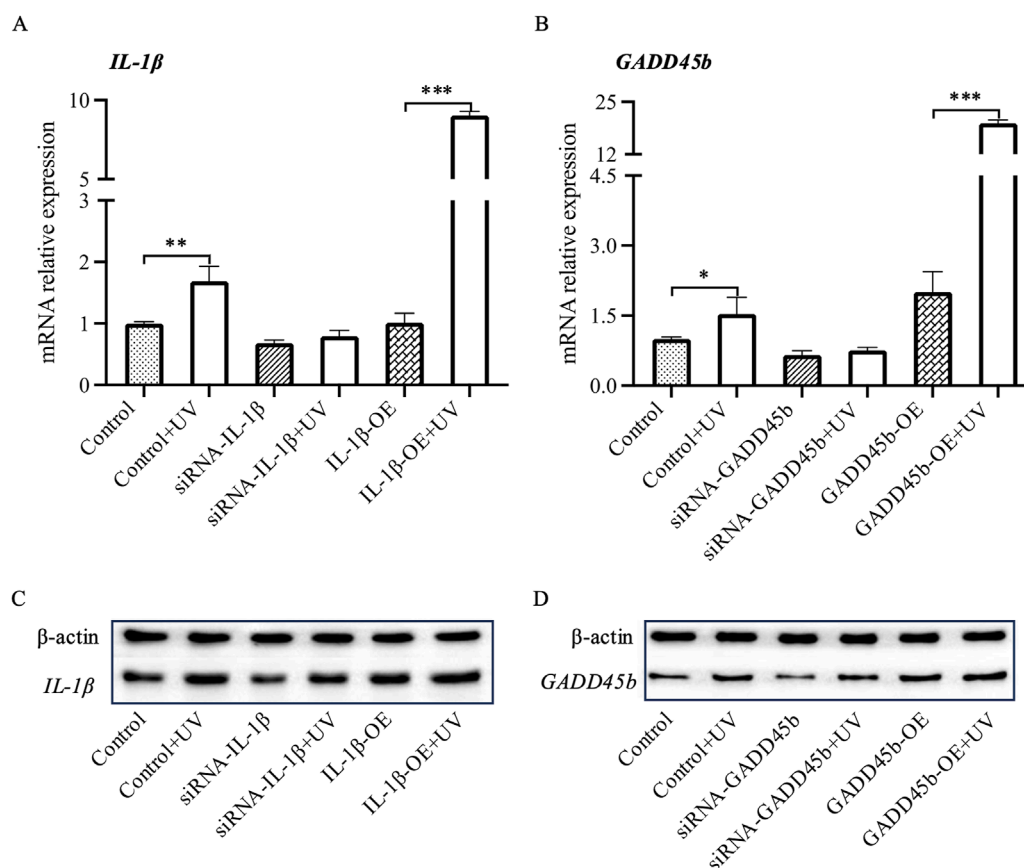 A
B
IL-1β
GADD45b
mRNA relative expression
10
5
3
2
1
0
**
***
Control
Control+UV
siRNA-IL-1β
siRNA-IL-1β+UV
IL-1β-OE
IL-1β-OE+UV
mRNA relative expression
25
12
4.5
3.0
1.5
0.0
*
***
Control
Control+UV
siRNA-GADD45b
siRNA-GADD45b+UV
GADD45b-OE
GADD45b-OE+UV
C
D
β-actin
IL-1β
Control
Control+UV
siRNA-IL-1β
siRNA-IL-1β+UV
IL-1β-OE
IL-1β-OE+UV
β-actin
GADD45b
Control
Control+UV
siRNA-GADD45b
siRNA-GADD45b+UV
GADD45b-OE
GADD45b-OE+UV